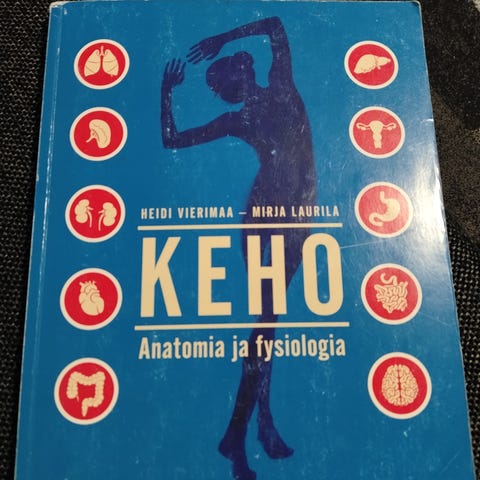 HEIDI VIERIMAA – MIRJA LAURILA
KEHO
Anatomia ja fysiologia